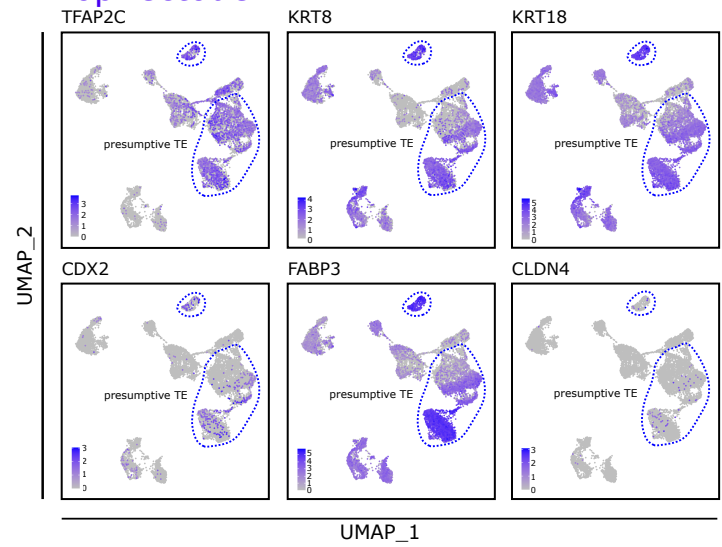 TFAP2C KRT8 KRT18
presumptive TE presumptive TE presumptive TE
3 2 1 0
4 3 2 1 0
5 4 3 2 1 0
CDX2 FABP3 CLDN4
presumptive TE presumptive TE presumptive TE
3 2 1 0
5 4 3 2 1 0
3 2 1 0
UMAP_2
UMAP_1